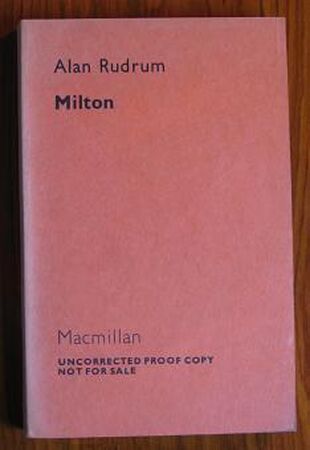 Alan Rudrum
Milton
Macmillan
UNCORRECTED PROOF COPY
NOT FOR SALE